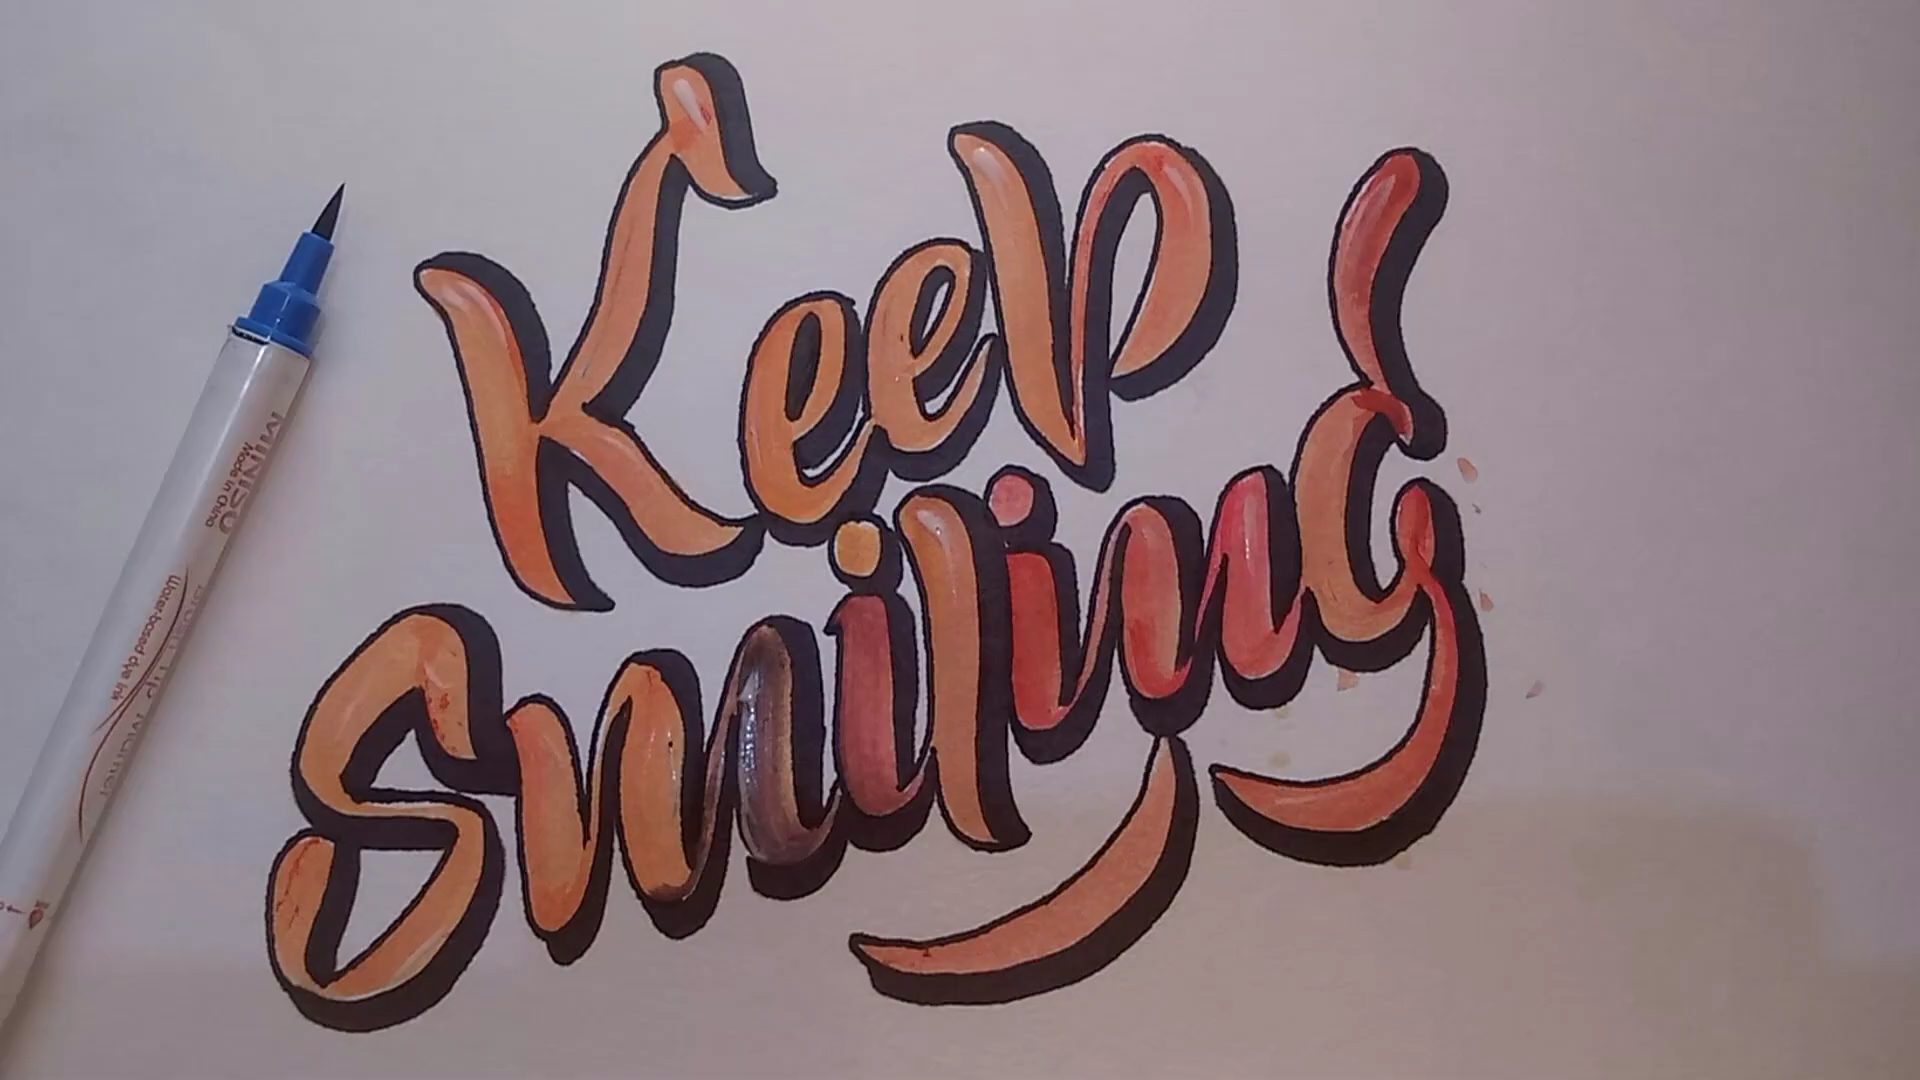 Keep
Smiling
MINISO
Made in China
Water-based dye ink